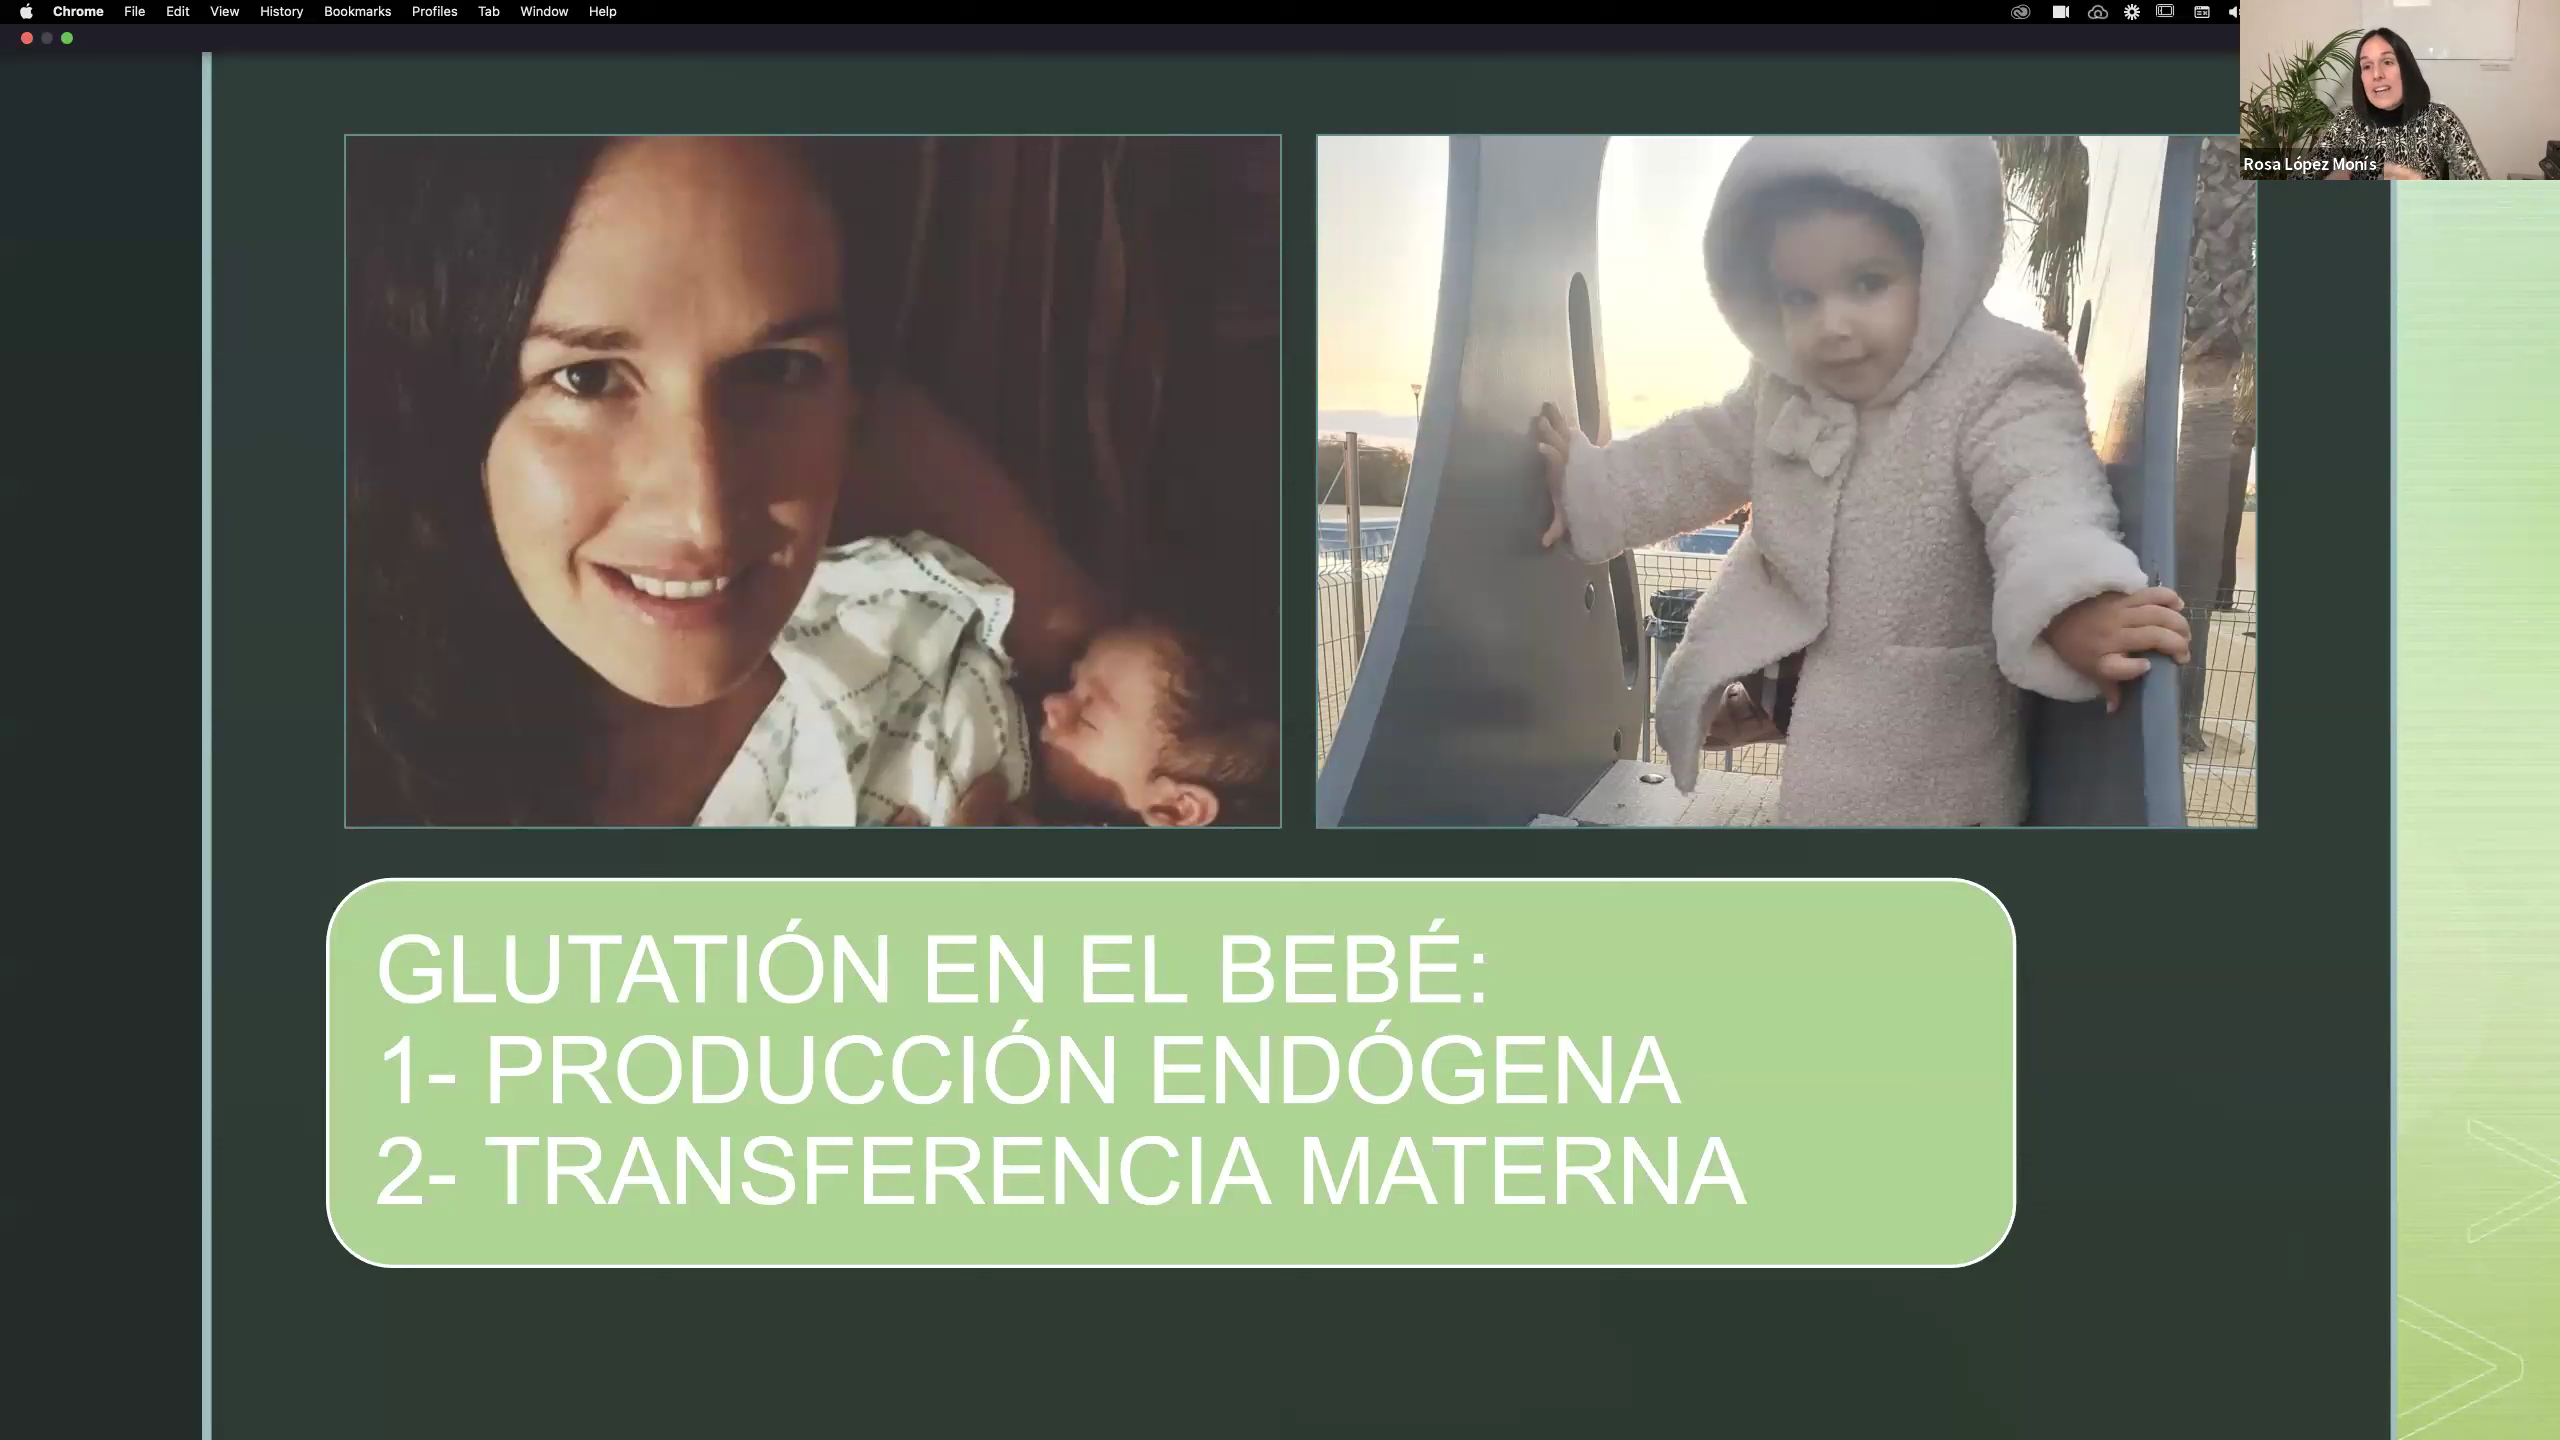 Chrome File Edit View History Bookmarks Profiles Tab Window Help
Rosa López Monís
GLUTATIÓN EN EL BEBÉ:
1- PRODUCCIÓN ENDÓGENA
2- TRANSFERENCIA MATERNA